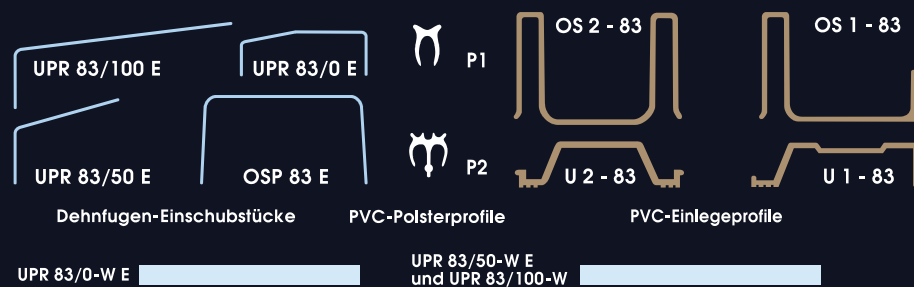 OS 2 - 83
OS 1 - 83
UPR 83/100 E
UPR 83/0 E
P1
UPR 83/50 E
OSP 83 E
P2
U 2 - 83
U 1 - 83
Dehnfugen-Einschubstücke
PVC-Polsterprofile
PVC-Einlegeprofile
UPR 83/0-W E
UPR 83/50-W E
und UPR 83/100-W